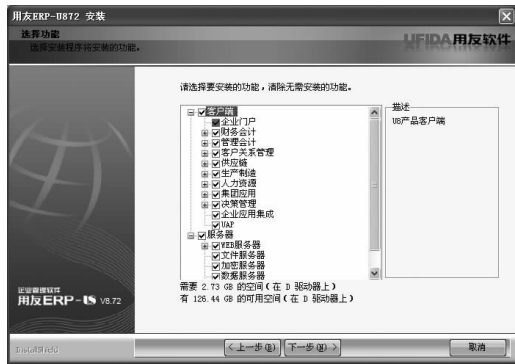 用友ERP-U872 安装
选择功能
选择安装程序将安装的功能。
UFIDA用友软件
请选择要安装的功能，清除无需安装的功能。
客户端
企业门户
财务会计
管理会计
客户关系管理
供应链
生产制造
人力资源
集团应用
决策管理
企业应用集成
UAP
服务器
WEB服务器
文件服务器
加密服务器
数据服务器
描述
U8产品客户端
需要 2.73 GB 的空间(在 D 驱动器上)
有 126.44 GB 的可用空间(在 D 驱动器上)
用友ERP-U8 V8.72
InstallShield
<上一步(B)
下一步(N)>
取消